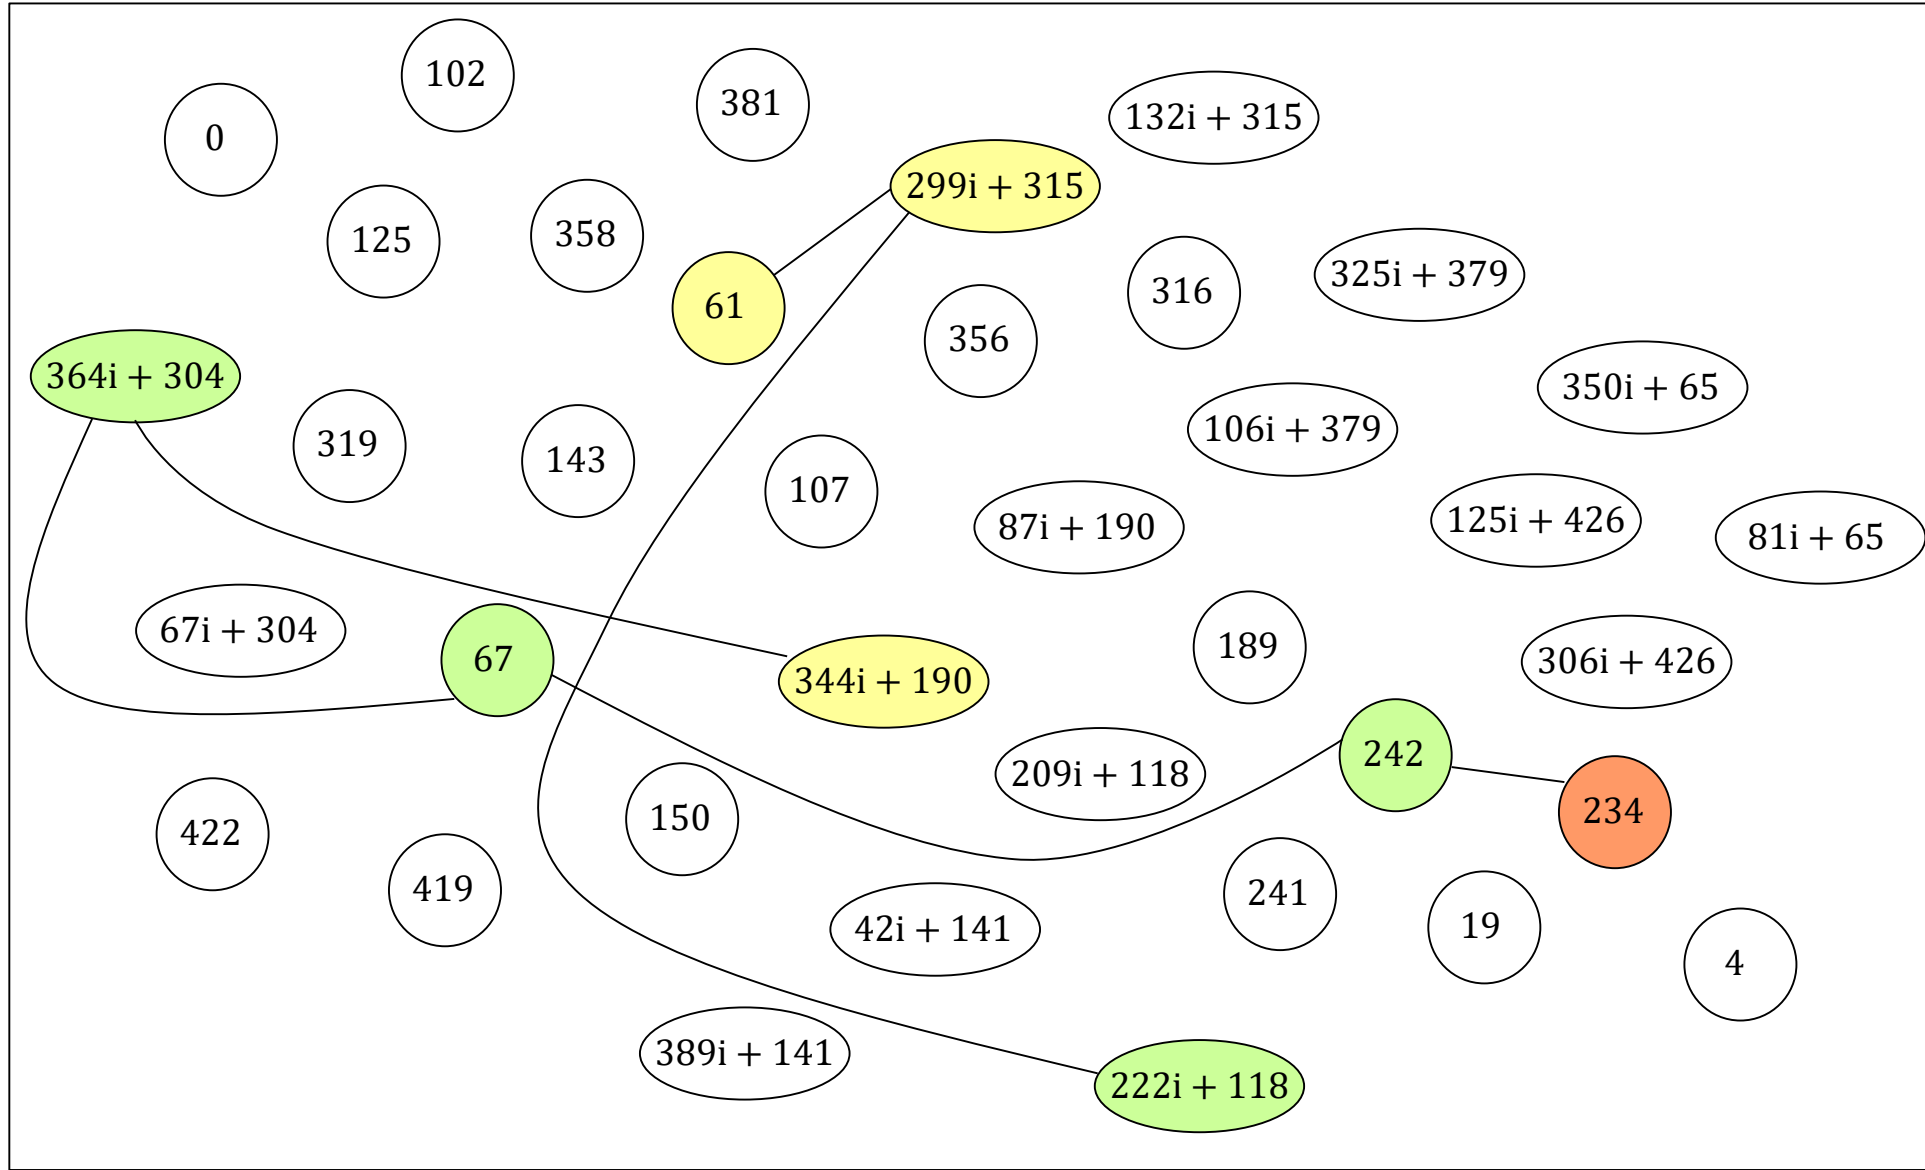 102
381
132i + 315
0
299i + 315
125
358
325i + 379
316
61
356
364i + 304
350i + 65
106i + 379
319
143
107
87i + 190
125i + 426
81i + 65
67i + 304
67
189
306i + 426
344i + 190
242
209i + 118
234
150
422
419
241
19
42i + 141
4
389i + 141
222i + 118